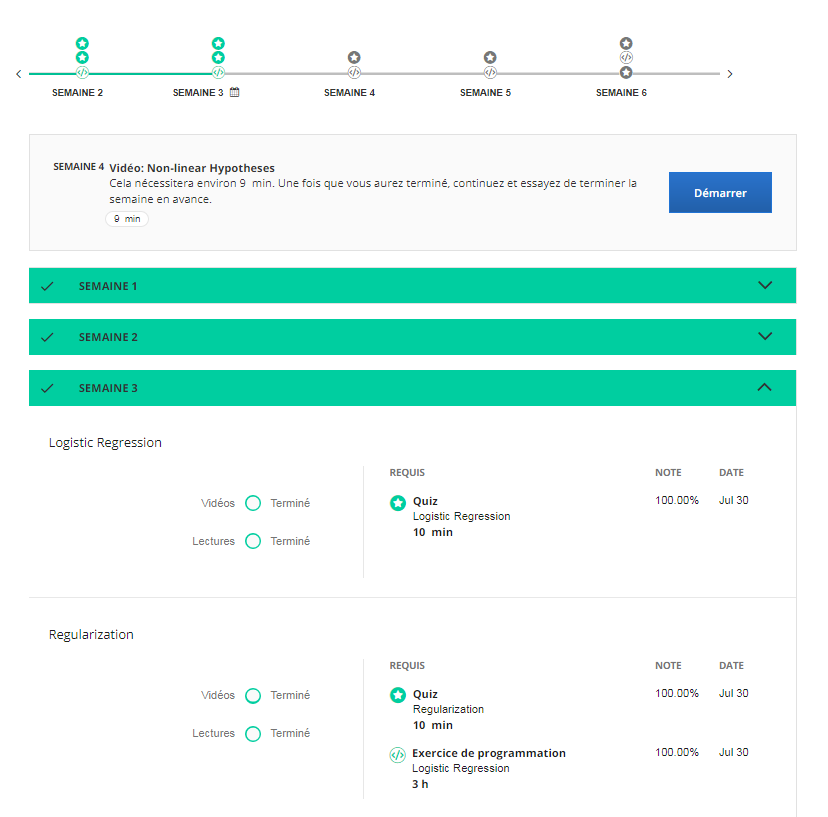 SEMAINE 2
SEMAINE 3
SEMAINE 4
SEMAINE 5
SEMAINE 6
SEMAINE 4 Vidéo: Non-linear Hypotheses
Cela nécessitera environ 9 min. Une fois que vous aurez terminé, continuez et essayez de terminer la
semaine en avance.
9 min
Démarrer
SEMAINE 1
SEMAINE 2
SEMAINE 3
Logistic Regression
Vidéos Terminé
Lectures Terminé
REQUIS NOTE DATE
Quiz 100.00% Jul 30
Logistic Regression
10 min
Regularization
Vidéos Terminé
Lectures Terminé
REQUIS NOTE DATE
Quiz 100.00% Jul 30
Regularization
10 min
Exercice de programmation 100.00% Jul 30
Logistic Regression
3 h